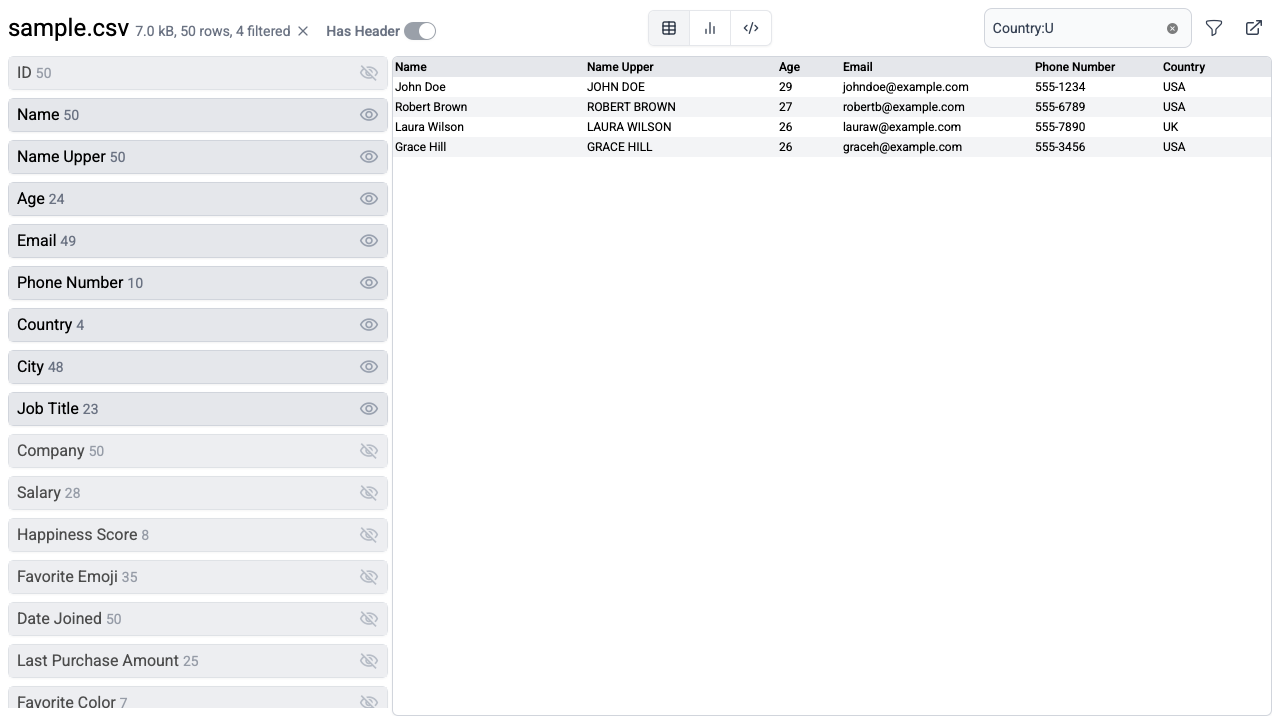 sample.csv 7.0 kB, 50 rows, 4 filtered Has Header Country:U
ID 50
Name 50
Name Upper 50
Age 24
Email 49
Phone Number 10
Country 4
City 48
Job Title 23
Company 50
Salary 28
Happiness Score 8
Favorite Emoji 35
Date Joined 50
Last Purchase Amount 25
Favorite Color 7
Name Name Upper Age Email Phone Number Country
John Doe JOHN DOE 29 johndoe@example.com 555-1234 USA
Robert Brown ROBERT BROWN 27 robertb@example.com 555-6789 USA
Laura Wilson LAURA WILSON 26 lauraw@example.com 555-7890 UK
Grace Hill GRACE HILL 26 graceh@example.com 555-3456 USA